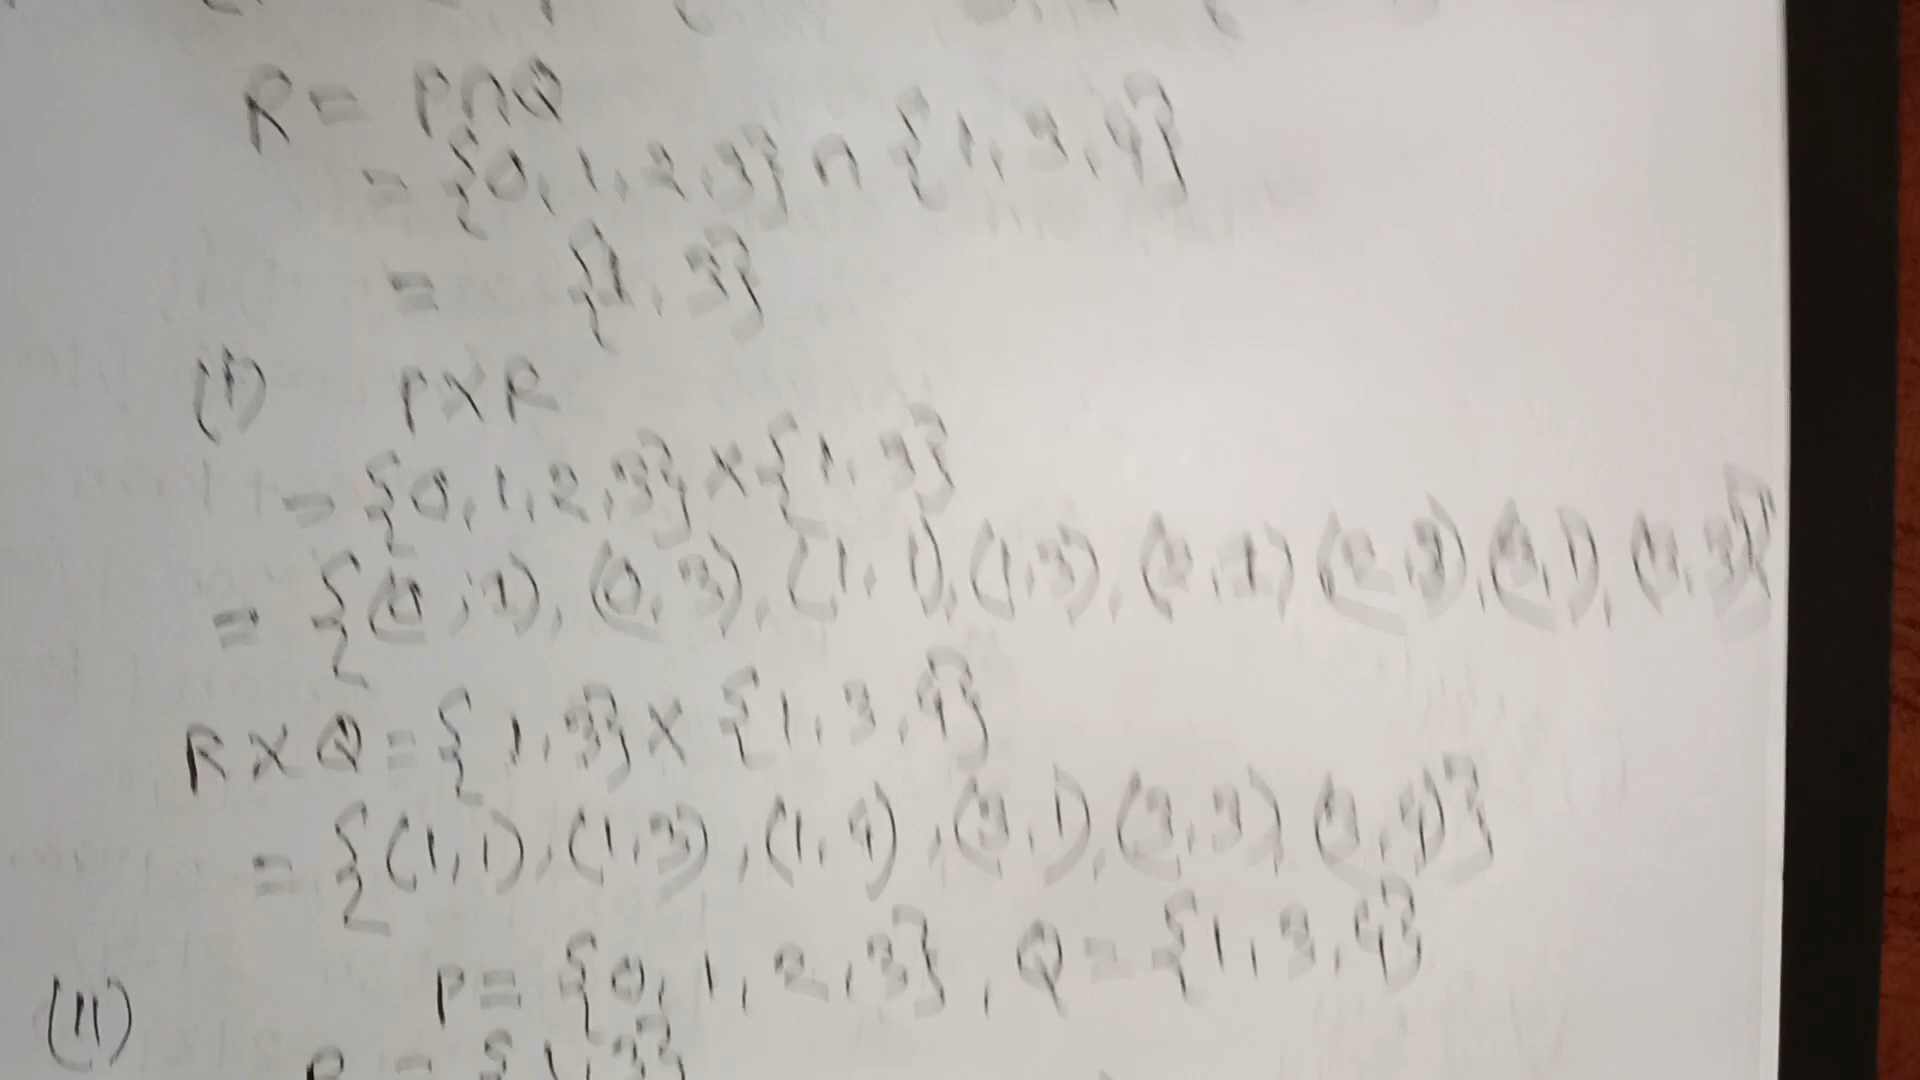 R = P∩Q
= {0, 1, 2, 3} ∩ {1, 3, 4}
= {1, 3}
(i) P×R
= {0, 1, 2, 3} × {1, 3}
= {(0, 1), (0, 3), (1, 1), (1, 3), (2, 1) (2, 3), (3, 1), (3, 3)}
R × Q = {1, 3} × {1, 3, 4}
= {(1, 1), (1, 3), (1, 4), (3, 1), (3, 3), (3, 4)}
(ii) P = {0, 1, 2, 3}, Q = {1, 3, 4}
R = {1, 3}